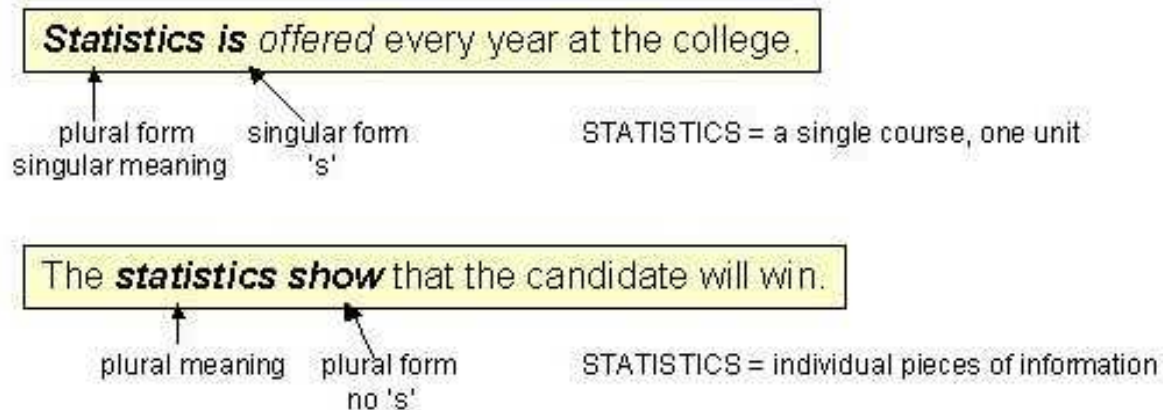 Statistics is offered every year at the college.
plural form singular form STATISTICS = a single course, one unit
singular meaning 's'
The statistics show that the candidate will win.
plural meaning plural form STATISTICS = individual pieces of information
no 's'